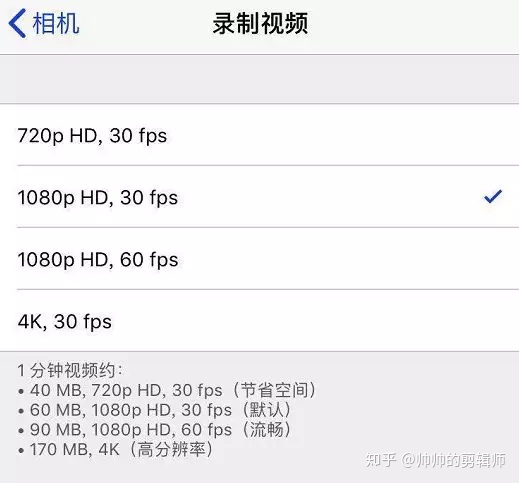 相机
录制视频
720p HD, 30 fps
1080p HD, 30 fps
1080p HD, 60 fps
4K, 30 fps
1 分钟视频约：
• 40 MB, 720p HD, 30 fps（节省空间）
• 60 MB, 1080p HD, 30 fps（默认）
• 90 MB, 1080p HD, 60 fps（流畅）
• 170 MB, 4K（高分辨率）
知乎 @帅帅的剪辑师